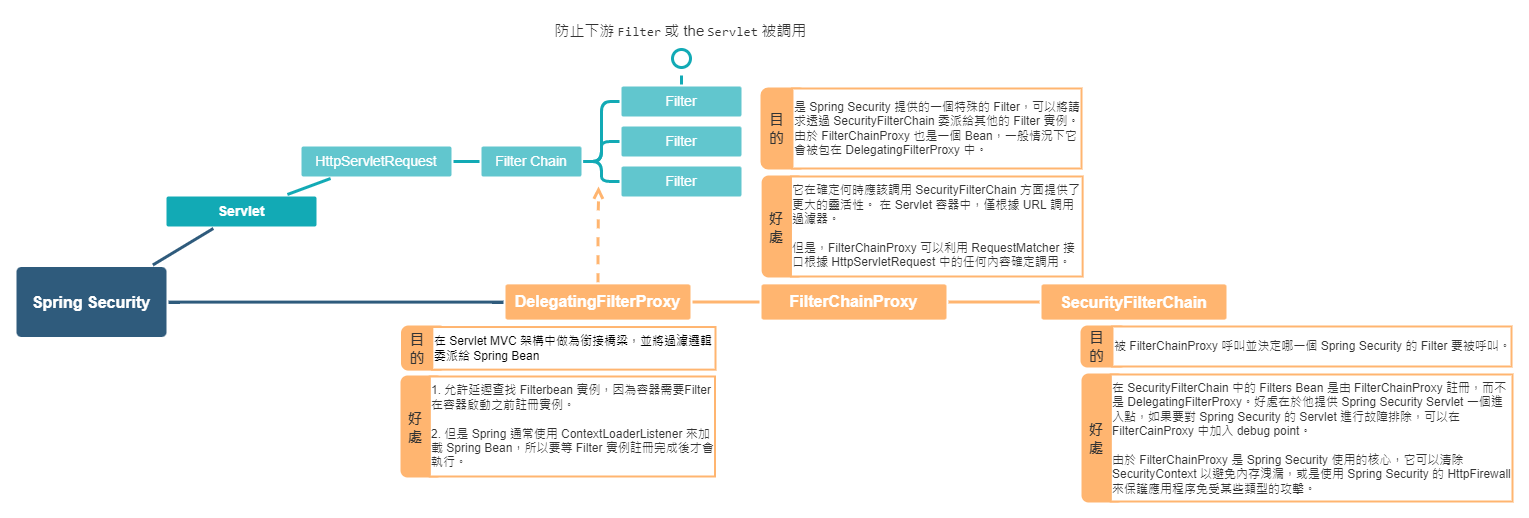 防止下游 Filter 或 the Servlet 被調用
Filter
Filter
Filter
HttpServletRequest
Filter Chain
Servlet
Spring Security
目的
是 Spring Security 提供的一個特殊的 Filter，可以將請
求透過 SecurityFilterChain 委派給其他的 Filter 實例。
由於 FilterChainProxy 也是一個 Bean，一般情況下它
會被包在 DelegatingFilterProxy 中。
好處
它在確定何時應該調用 SecurityFilterChain 方面提供了
更大的靈活性。 在 Servlet 容器中，僅根據 URL 調用
過濾器。
但是，FilterChainProxy 可以利用 RequestMatcher 接
口根據 HttpServletRequest 中的任何內容確定調用。
DelegatingFilterProxy
FilterChainProxy
SecurityFilterChain
目的
在 Servlet MVC 架構中做為銜接橋梁，並將過濾邏輯
委派給 Spring Bean
好處
1. 允許延遲查找 Filterbean 實例，因為容器需要Filter
在容器啟動之前註冊實例。
2. 但是 Spring 通常使用 ContextLoaderListener 來加
載 Spring Bean，所以要等 Filter 實例註冊完成後才會
執行。
目的
被 FilterChainProxy 呼叫並決定哪一個 Spring Security 的 Filter 要被呼叫。
好處
在 SecurityFilterChain 中的 Filters Bean 是由 FilterChainProxy 註冊，而不
是 DelegatingFilterProxy。好處在於他提供 Spring Security Servlet 一個進
入點，如果要對 Spring Security 的 Servlet 進行故障排除，可以在
FilterCainProxy 中加入 debug point。
由於 FilterChainProxy 是 Spring Security 使用的核心，它可以清除
SecurityContext 以避免內存洩漏，或是使用 Spring Security 的 HttpFirewall
來保護應用程序免受某些類型的攻擊。